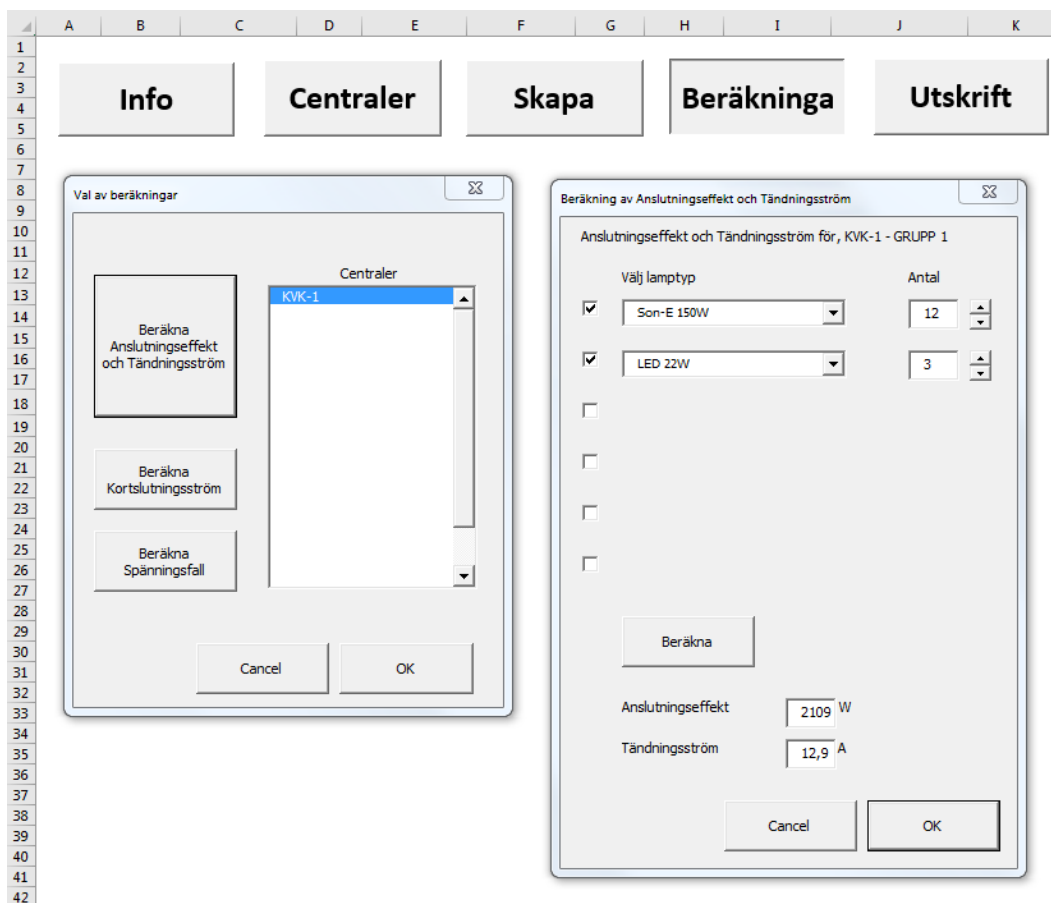 A B C D E F G H I J K
1
2
3
4
5
6
7
8
9
10
11
12
13
14
15
16
17
18
19
20
21
22
23
24
25
26
27
28
29
30
31
32
33
34
35
36
37
38
39
40
41
42
Info Centraler Skapa Beräkninga Utskrift
Val av beräkningar
Centraler
KVK-1
Beräkna
Anslutningseffekt
och Tändningsström
Beräkna
Kortslutningsström
Beräkna
Spänningsfall
Cancel OK
Beräkning av Anslutningseffekt och Tändningsström
Anslutningseffekt och Tändningsström för, KVK-1 - GRUPP 1
Välj lamptyp Antal
Son-E 150W 12
LED 22W 3
Beräkna
Anslutningseffekt 2109 W
Tändningsström 12,9 A
Cancel OK